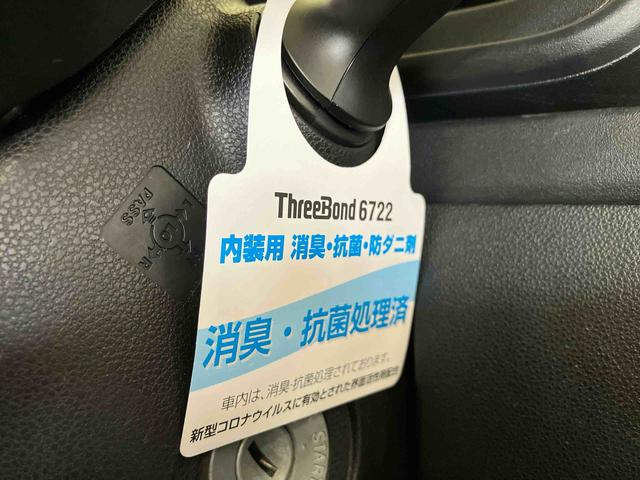 ThreeBond 6722
内装用 消臭・抗菌・防ダニ剤
消臭・抗菌処理済
車内は、消臭・抗菌処理されております。
新型コロナウイルスに有効とされた界面活性剤配合
PASS
R
START